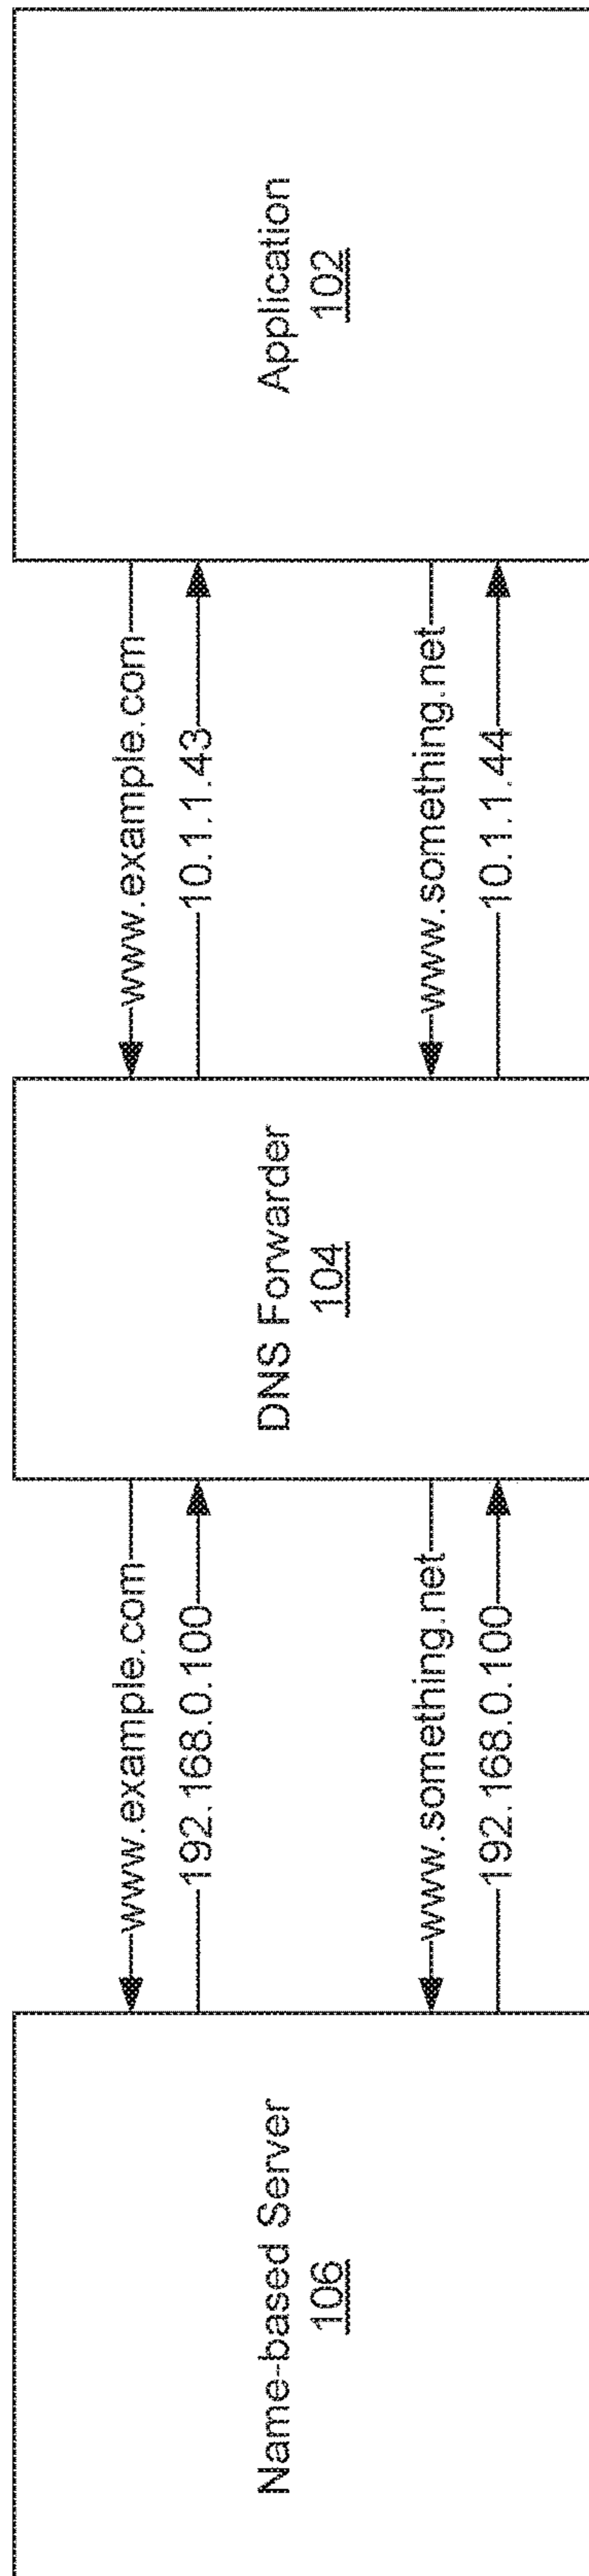 Name-based Server
106
www.example.com
192.168.0.100
www.something.net
192.168.0.100
DNS Forwarder
104
www.example.com
10.1.1.43
www.something.net
10.1.1.44
Application
102